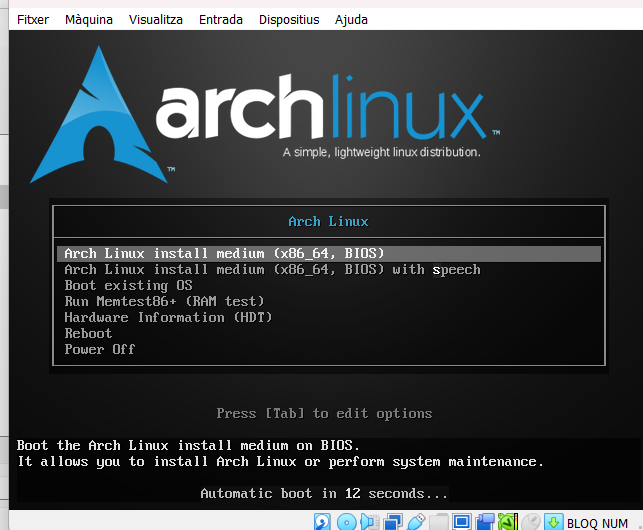 Fitxer Màquina Visualitza Entrada Dispositius Ajuda
archlinux™
A simple, lightweight linux distribution.
™
Arch Linux
Arch Linux install medium (x86_64, BIOS)
Arch Linux install medium (x86_64, BIOS) with speech
Boot existing OS
Run Memtest86+ (RAM test)
Hardware Information (HDT)
Reboot
Power Off
Press [Tab] to edit options
Boot the Arch Linux install medium on BIOS.
It allows you to install Arch Linux or perform system maintenance.
Automatic boot in 12 seconds...
BLOQ NUM